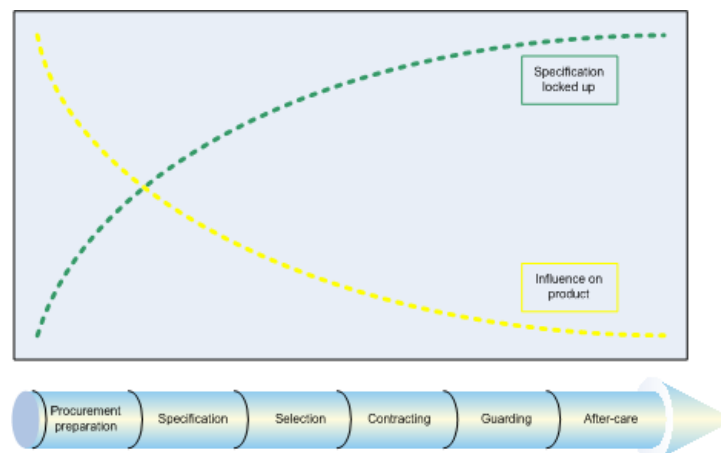 Specification
locked up
Influence on
product
Procurement
preparation
Specification
Selection
Contracting
Guarding
After-care